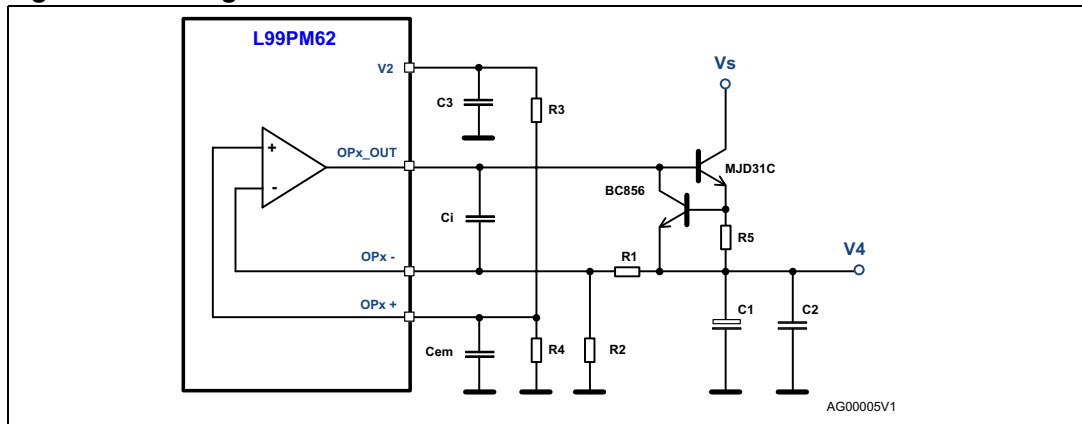 L99PM62
V2
Vs
C3
R3
OPx_OUT
MJD31C
BC856
Ci
R5
OPx -
R1
V4
OPx +
C1
C2
Cem
R4
R2
AG00005V1
+
-